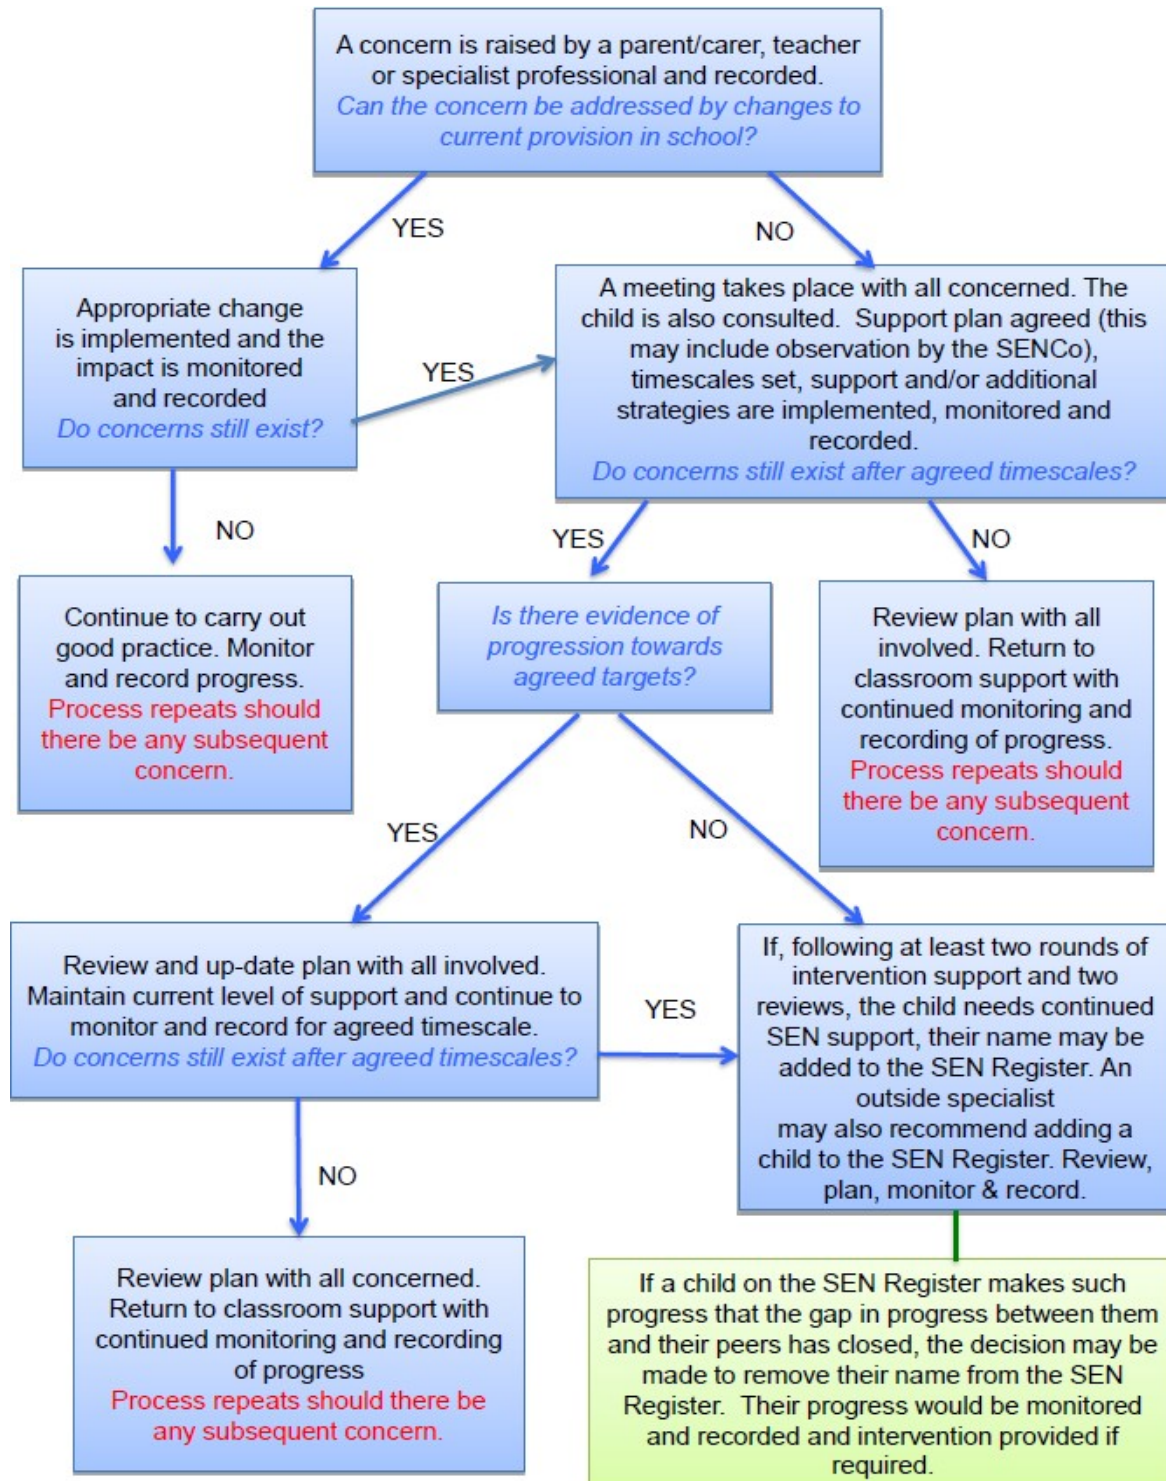 A concern is raised by a parent/carer, teacher
or specialist professional and recorded.
Can the concern be addressed by changes to
current provision in school?
YES
NO
Appropriate change
is implemented and the
impact is monitored
and recorded
Do concerns still exist?
YES
A meeting takes place with all concerned. The
child is also consulted. Support plan agreed (this
may include observation by the SENCo),
timescales set, support and/or additional
strategies are implemented, monitored and
recorded.
Do concerns still exist after agreed timescales?
NO
YES
NO
Continue to carry out
good practice. Monitor
and record progress.
Process repeats should
there be any subsequent
concern.
Is there evidence of
progression towards
agreed targets?
Review plan with all
involved. Return to
classroom support with
continued monitoring and
recording of progress.
Process repeats should
there be any subsequent
concern.
YES
NO
Review and up-date plan with all involved.
Maintain current level of support and continue to
monitor and record for agreed timescale.
Do concerns still exist after agreed timescales?
YES
If, following at least two rounds of
intervention support and two
reviews, the child needs continued
SEN support, their name may be
added to the SEN Register. An
outside specialist
may also recommend adding a
child to the SEN Register. Review,
plan, monitor & record.
NO
Review plan with all concerned.
Return to classroom support with
continued monitoring and recording
of progress
Process repeats should there be
any subsequent concern.
If a child on the SEN Register makes such
progress that the gap in progress between them
and their peers has closed, the decision may be
made to remove their name from the SEN
Register. Their progress would be monitored
and recorded and intervention provided if
required.